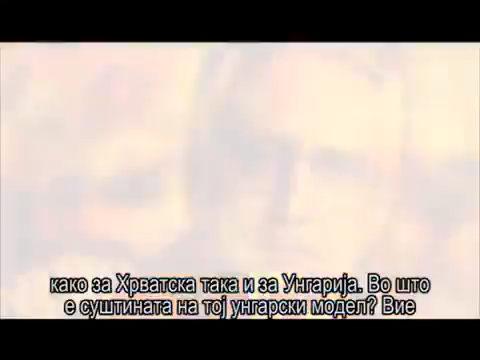 како за Хрватска така и за Унгарија. Во што
е суштината на тој унгарски модел? Вие